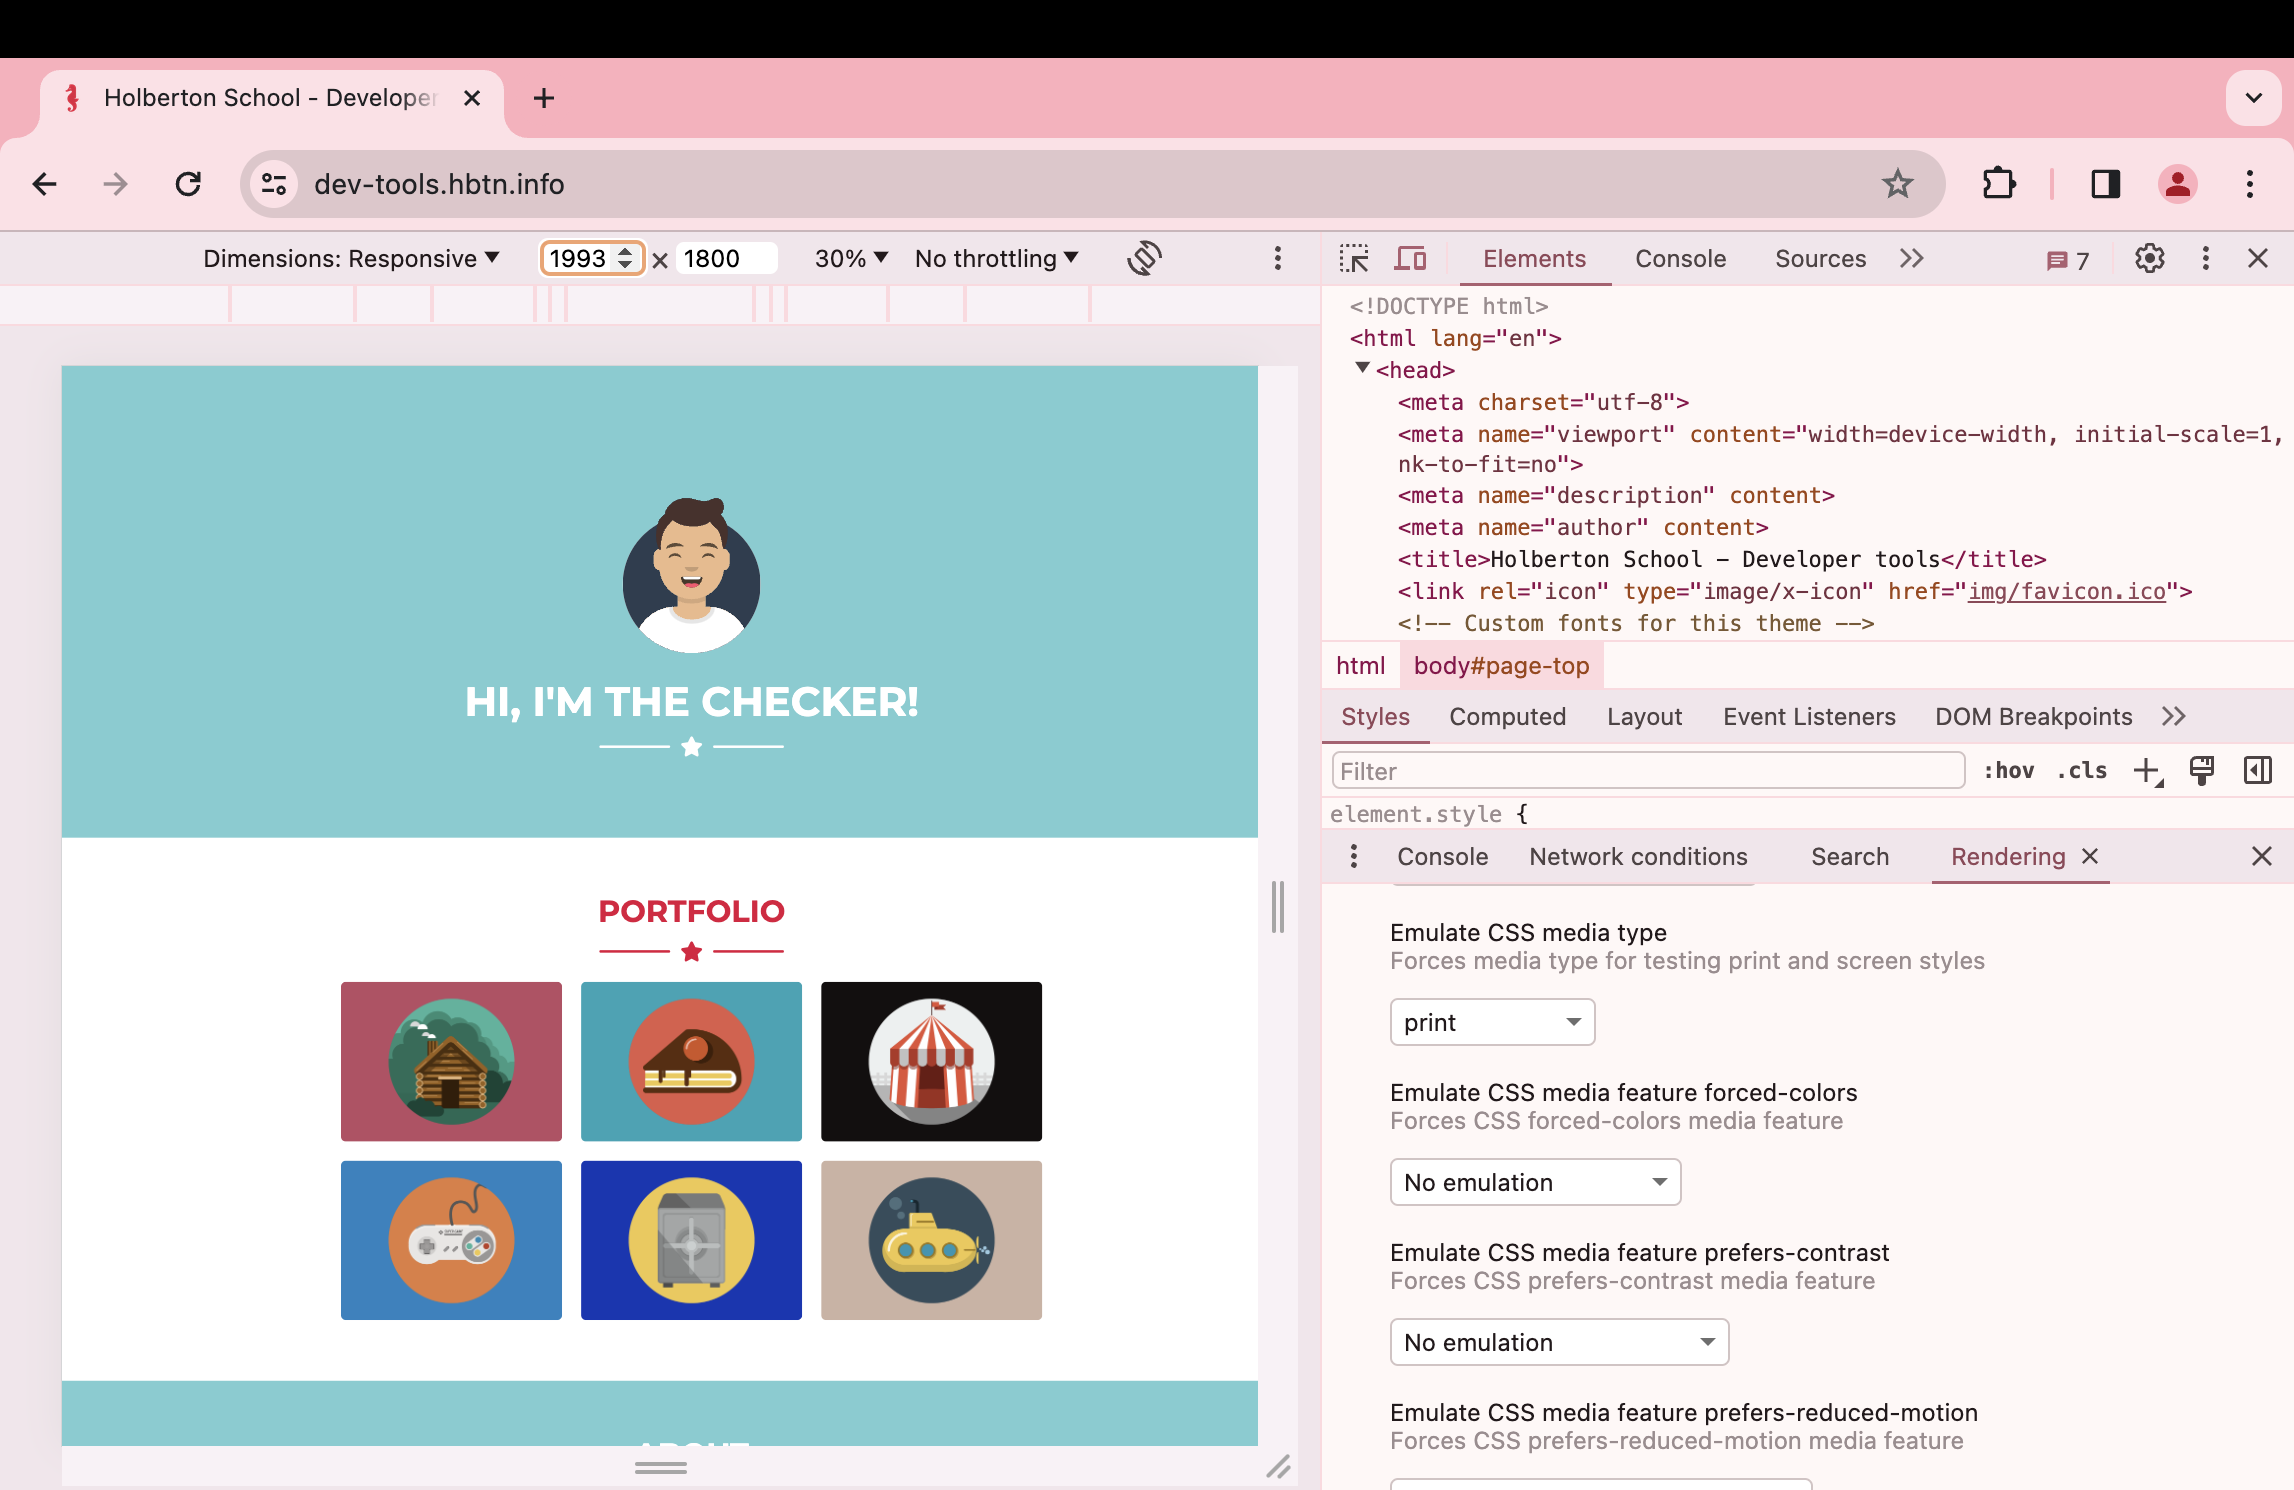 Holberton School - Developer
dev-tools.hbtn.info
Dimensions: Responsive 1993 × 1800 30% No throttling
Elements Console Sources 7
<!DOCTYPE html>
<html lang="en">
<head>
<meta charset="utf-8">
<meta name="viewport" content="width=device-width, initial-scale=1,
nk-to-fit=no">
<meta name="description" content>
<meta name="author" content>
<title>Holberton School – Developer tools</title>
<link rel="icon" type="image/x-icon" href="img/favicon.ico">
<!-- Custom fonts for this theme -->
html body#page-top
Styles Computed Layout Event Listeners DOM Breakpoints
Filter :hov .cls
element.style {
Console Network conditions Search Rendering
Emulate CSS media type
Forces media type for testing print and screen styles
print
Emulate CSS media feature forced-colors
Forces CSS forced-colors media feature
No emulation
Emulate CSS media feature prefers-contrast
Forces CSS prefers-contrast media feature
No emulation
Emulate CSS media feature prefers-reduced-motion
Forces CSS prefers-reduced-motion media feature
HI, I'M THE CHECKER!
PORTFOLIO
ABOUT